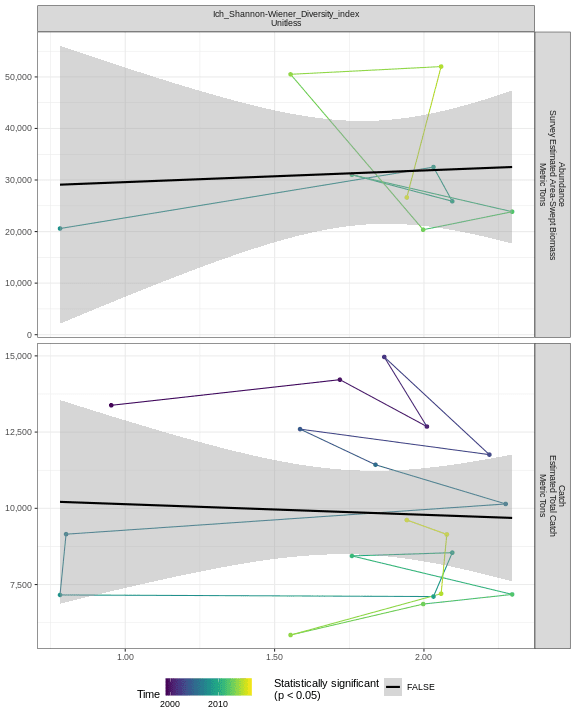 Ich_Shannon-Wiener_Diversity_index
Unitless
50,000
40,000
30,000
20,000
10,000
0
Abundance
Survey Estimated Area-Swept Biomass
Metric Tons
15,000
12,500
10,000
7,500
Catch
Estimated Total Catch
Metric Tons
1.00 1.50 2.00
Time
2000 2010
Statistically significant
(p < 0.05)
FALSE